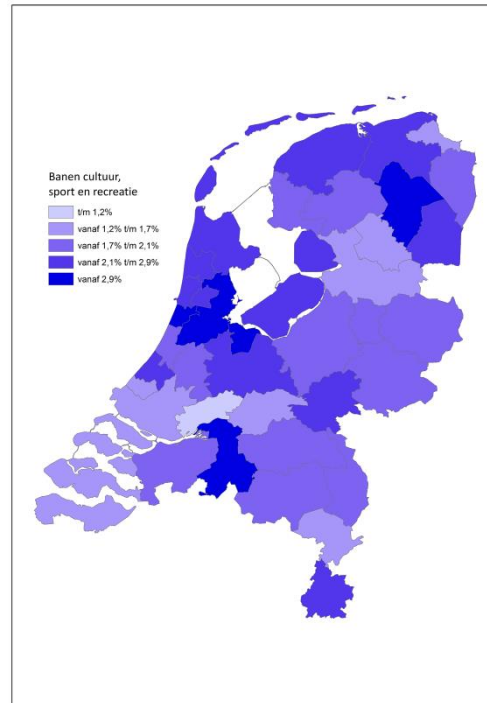 Banen cultuur,
sport en recreatie
t/m 1,2%
vanaf 1,2% t/m 1,7%
vanaf 1,7% t/m 2,1%
vanaf 2,1% t/m 2,9%
vanaf 2,9%